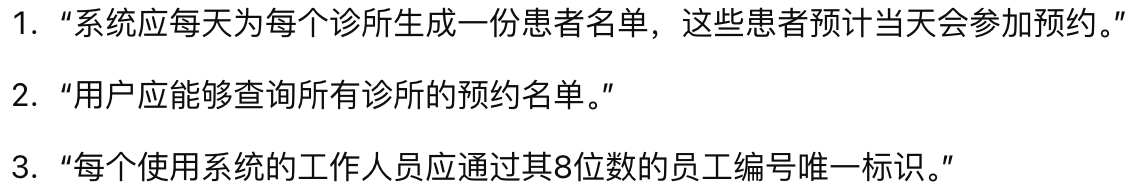 1. “系统应每天为每个诊所生成一份患者名单，这些患者预计当天会参加预约。”
2. “用户应能够查询所有诊所的预约名单。”
3. “每个使用系统的工作人员应通过其8位数的员工编号唯一标识。”